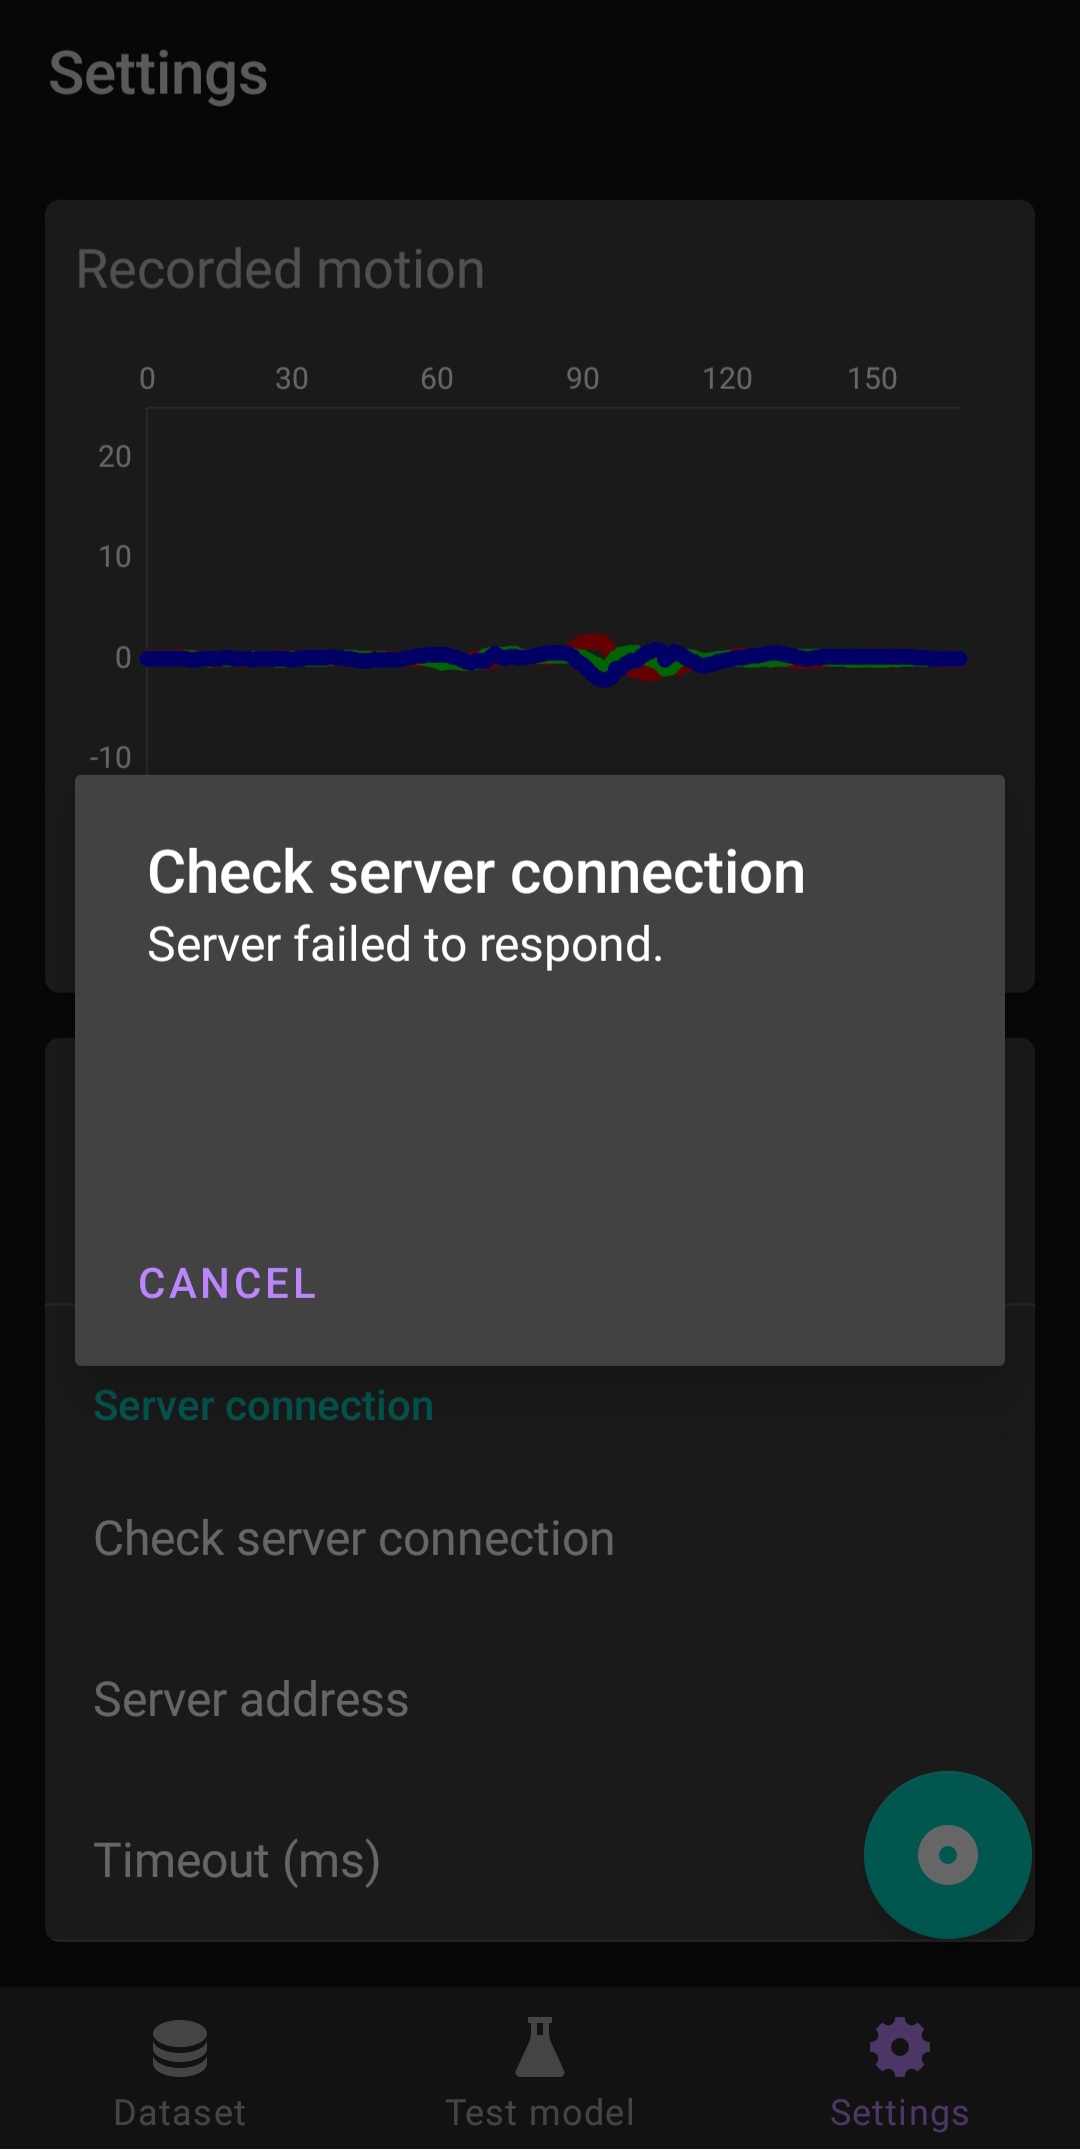 Settings
Recorded motion
0 30 60 90 120 150
20
10
0
-10
Check server connection
Server failed to respond.
CANCEL
Server connection
Check server connection
Server address
Timeout (ms)
Dataset Test model Settings